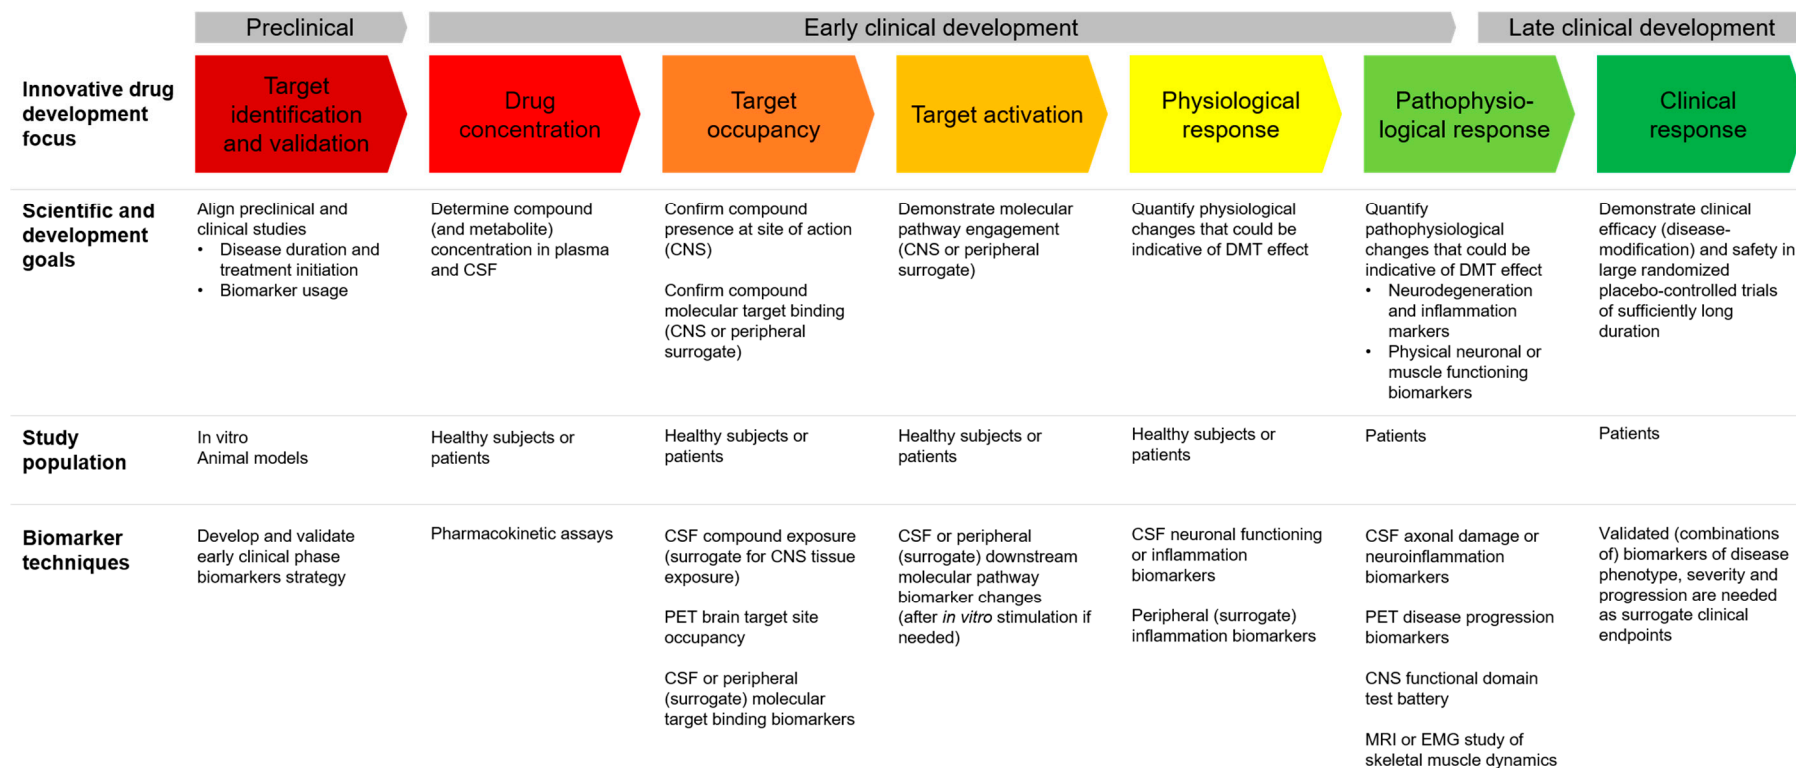 Preclinical
Early clinical development
Late clinical development
Innovative drug
development
focus
Target
identification
and validation
Drug
concentration
Target
occupancy
Target activation
Physiological
response
Pathophysio-
logical response
Clinical
response
Scientific and
development
goals
Align preclinical and
clinical studies
• Disease duration and
treatment initiation
• Biomarker usage
Determine compound
(and metabolite)
concentration in plasma
and CSF
Confirm compound
presence at site of action
(CNS)
Confirm compound
molecular target binding
(CNS or peripheral
surrogate)
Demonstrate molecular
pathway engagement
(CNS or peripheral
surrogate)
Quantify physiological
changes that could be
indicative of DMT effect
Quantify
pathophysiological
changes that could be
indicative of DMT effect
• Neurodegeneration
and inflammation
markers
• Physical neuronal or
muscle functioning
biomarkers
Demonstrate clinical
efficacy (disease-
modification) and safety in
large randomized
placebo-controlled trials
of sufficiently long
duration
Study
population
In vitro
Animal models
Healthy subjects or
patients
Healthy subjects or
patients
Healthy subjects or
patients
Healthy subjects or
patients
Patients
Patients
Biomarker
techniques
Develop and validate
early clinical phase
biomarkers strategy
Pharmacokinetic assays
CSF compound exposure
(surrogate for CNS tissue
exposure)
PET brain target site
occupancy
CSF or peripheral
(surrogate) molecular
target binding biomarkers
CSF or peripheral
(surrogate) downstream
molecular pathway
biomarker changes
(after in vitro stimulation if
needed)
CSF neuronal functioning
or inflammation
biomarkers
Peripheral (surrogate)
inflammation biomarkers
CSF axonal damage or
neuroinflammation
biomarkers
PET disease progression
biomarkers
CNS functional domain
test battery
MRI or EMG study of
skeletal muscle dynamics
Validated (combinations
of) biomarkers of disease
phenotype, severity and
progression are needed
as surrogate clinical
endpoints